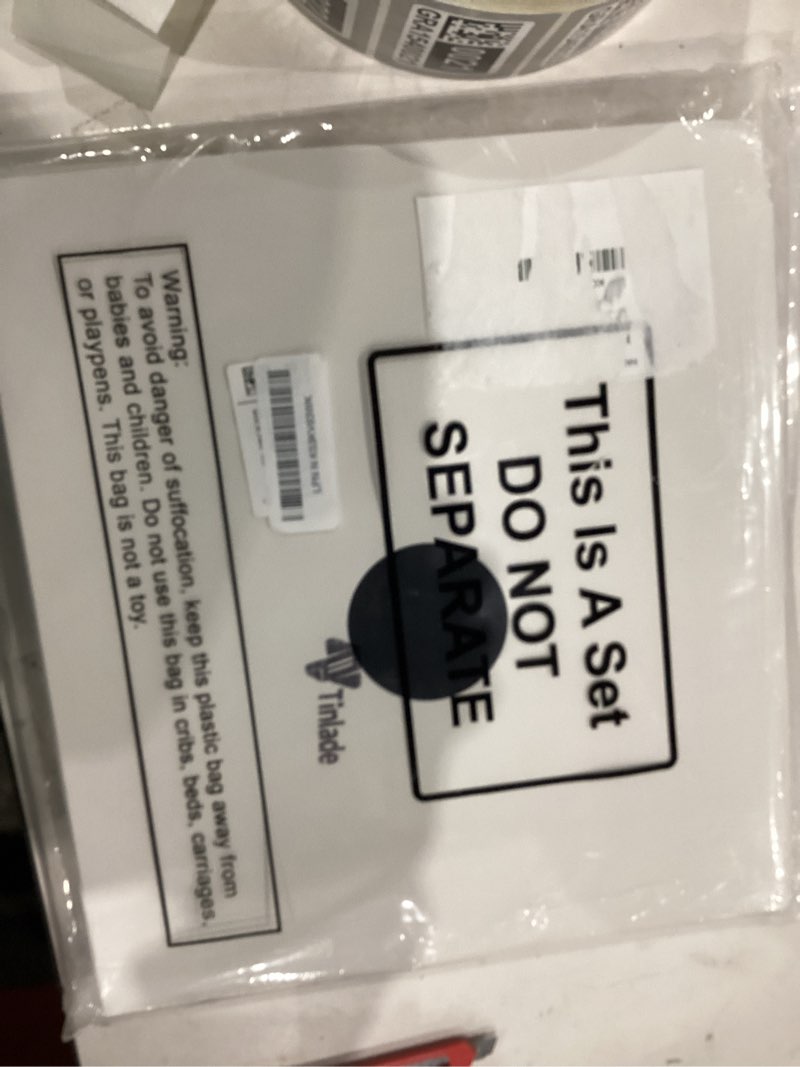 This Is A Set
DO NOT
SEPARATE
Tinlade
Warning:
To avoid danger of suffocation, keep this plastic bag away from
babies and children. Do not use this bag in cribs, beds, carriages,
or playpens. This bag is not a toy.